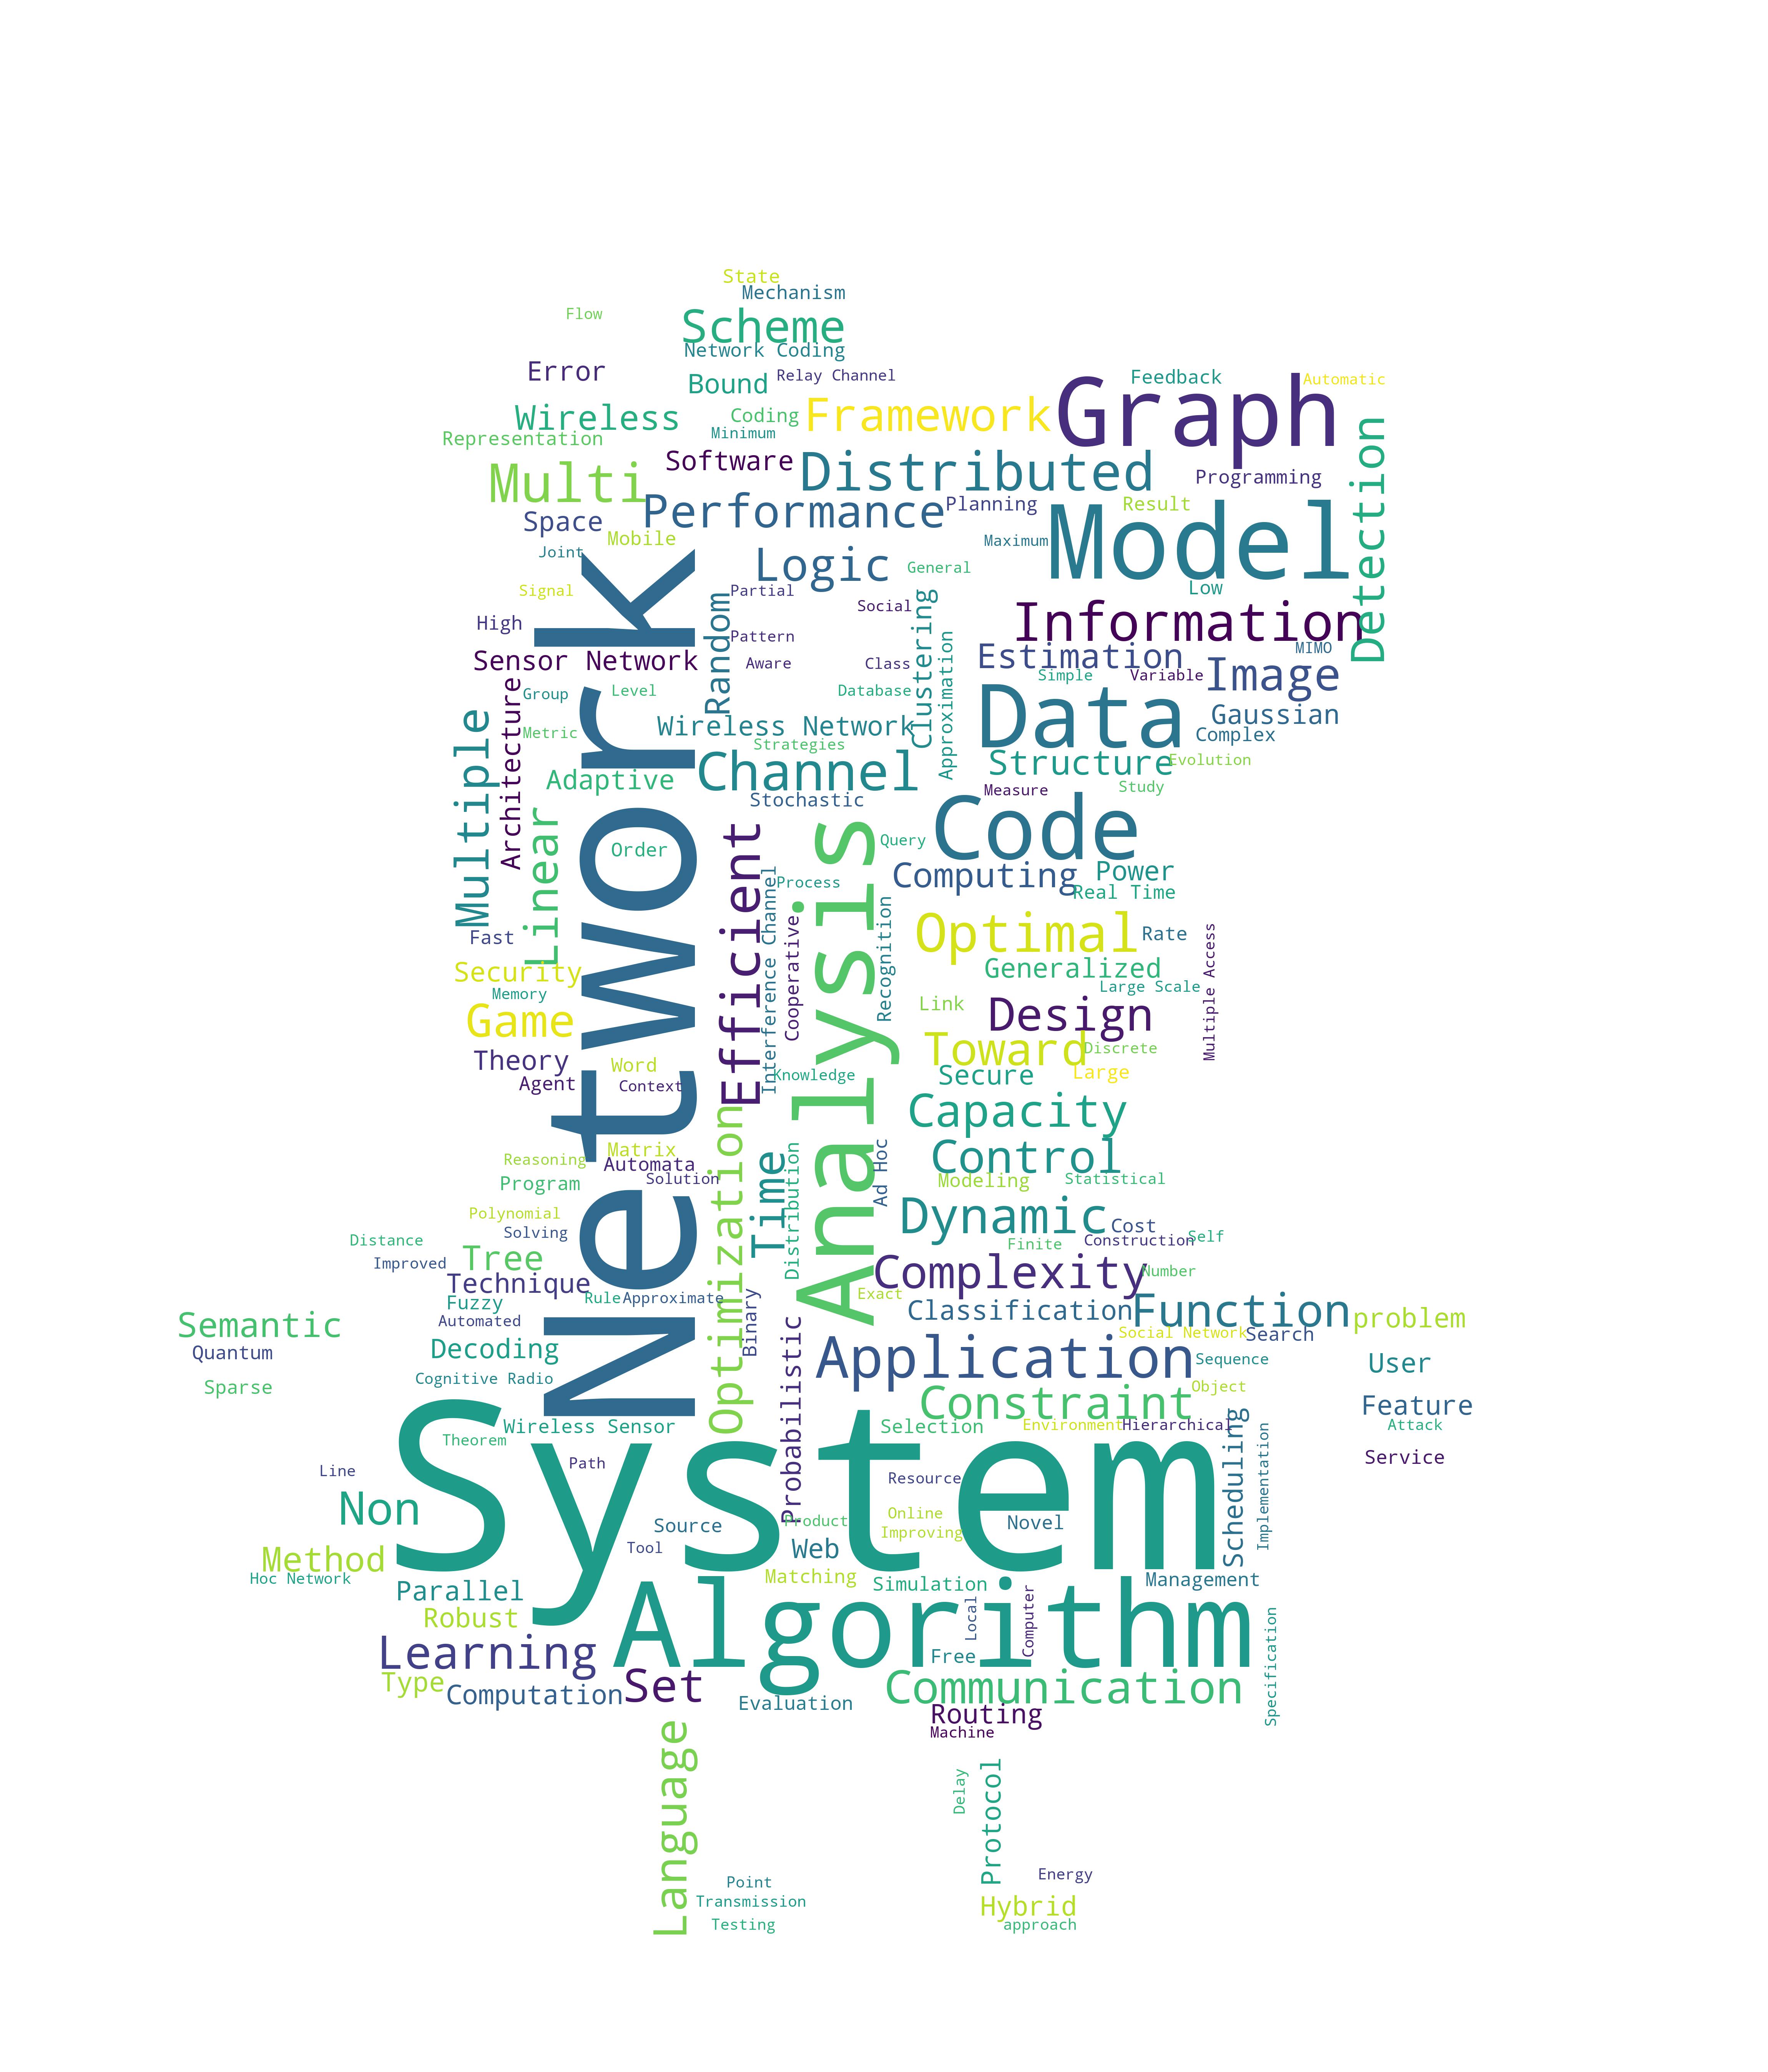 State
Mechanism
Flow
Scheme
Network Coding
Error
Bound
Relay Channel
Feedback
Automatic
Graph
Wireless
Coding
Framework
Representation
Minimum
Detection
Software
Distributed
Programming
Multi
Performance
Planning
Result
Model
Space
Mobile
Joint
Maximum
Logic
General
Network
Signal
Partial
Low
Random
Social
Clustering
High
Information
Pattern
Sensor Network
Aware
Class
Estimation
MIMO
Image
Simple
Variable
Group
Level
Database
Approximation
Architecture
Multiple
Data
Gaussian
Wireless Network
Metric
Strategies
Complex
Structure
Evolution
Adaptive
Channel
Measure
Study
Stochastic
Linear
Code
Order
Efficient
Analysis
Query
Computing
Power
Process
Real Time
Interference Channel
Cooperative
Recognition
Fast
Optimal
Rate
Security
Generalized
Memory
Large Scale
Multiple Access
Link
Game
Design
Toward
Discrete
Theory
Word
Agent
Context
Knowledge
Secure
Large
Capacity
Optimization
Time
Distribution
Ad Hoc
Control
Matrix
Reasoning
Automata
Program
Solution
Modeling
Statistical
Polynomial
Dynamic
Solving
Cost
Distance
Construction
Self
Finite
Improved
Tree
Complexity
Number
Technique
Fuzzy
Rule
Approximate
Binary
Exact
Classification
Function
problem
Semantic
Automated
Social Network
Search
Quantum
Decoding
Probabilistic
Application
Sequence
User
Sparse
Cognitive Radio
Constraint
Object
Feature
System
Wireless Sensor
Selection
Environment
Hierarchical
Attack
Theorem
Scheduling
Implementation
Line
Path
Resource
Service
Non
Source
Product
Online
Improving
Novel
Method
Tool
Web
Hoc Network
Parallel
Matching
Simulation
Management
Robust
Algorithm
Local
Computer
Learning
Free
Specification
Type
Computation
Set
Evaluation
Communication
Routing
Machine
Language
Delay
Protocol
Point
Energy
Transmission
Hybrid
Testing
approach